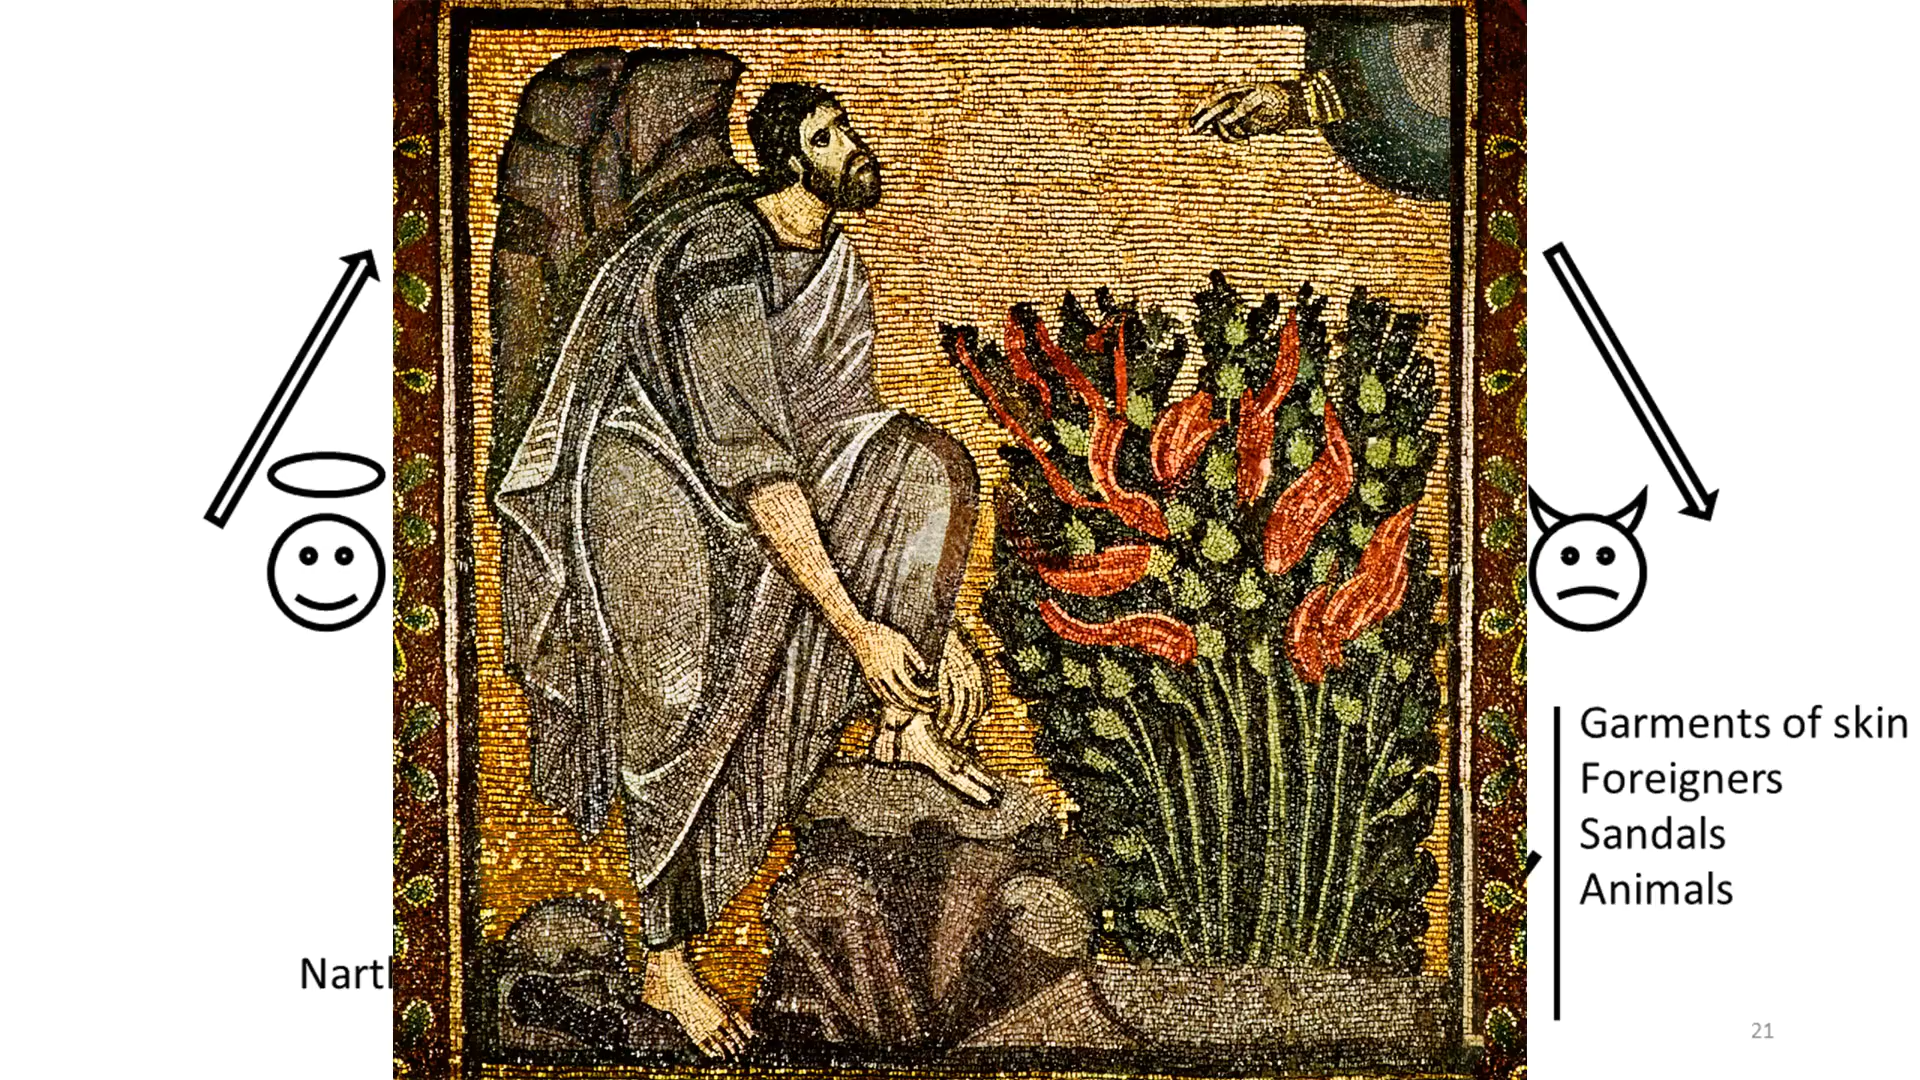 Garments of skin
Foreigners
Sandals
Animals
21